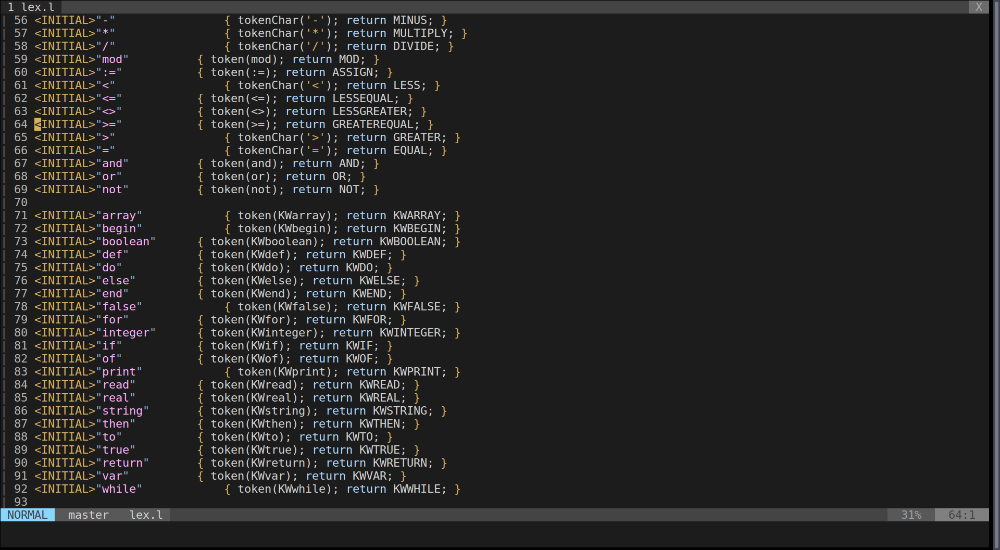 1 lex.l X
56 <INITIAL>"-" { tokenChar('-'); return MINUS; }
57 <INITIAL>"*" { tokenChar('*'); return MULTIPLY; }
58 <INITIAL>"/" { tokenChar('/'); return DIVIDE; }
59 <INITIAL>"mod" { token(mod); return MOD; }
60 <INITIAL>":=" { token(:=); return ASSIGN; }
61 <INITIAL>"<" { tokenChar('<'); return LESS; }
62 <INITIAL>"<=" { token(<=); return LESSEQUAL; }
63 <INITIAL>"<>" { token(<>); return LESSGREATER; }
64 <INITIAL>">=" { token(>=); return GREATEREQUAL; }
65 <INITIAL>">" { tokenChar('>'); return GREATER; }
66 <INITIAL>"=" { tokenChar('='); return EQUAL; }
67 <INITIAL>"and" { token(and); return AND; }
68 <INITIAL>"or" { token(or); return OR; }
69 <INITIAL>"not" { token(not); return NOT; }
70
71 <INITIAL>"array" { token(KWarray); return KWARRAY; }
72 <INITIAL>"begin" { token(KWbegin); return KWBEGIN; }
73 <INITIAL>"boolean" { token(KWboolean); return KWBOOLEAN; }
74 <INITIAL>"def" { token(KWdef); return KWDEF; }
75 <INITIAL>"do" { token(KWdo); return KWDO; }
76 <INITIAL>"else" { token(KWelse); return KWELSE; }
77 <INITIAL>"end" { token(KWend); return KWEND; }
78 <INITIAL>"false" { token(KWfalse); return KWFALSE; }
79 <INITIAL>"for" { token(KWfor); return KWFOR; }
80 <INITIAL>"integer" { token(KWinteger); return KWINTEGER; }
81 <INITIAL>"if" { token(KWif); return KWIF; }
82 <INITIAL>"of" { token(KWof); return KWOF; }
83 <INITIAL>"print" { token(KWprint); return KWPRINT; }
84 <INITIAL>"read" { token(KWread); return KWREAD; }
85 <INITIAL>"real" { token(KWreal); return KWREAL; }
86 <INITIAL>"string" { token(KWstring); return KWSTRING; }
87 <INITIAL>"then" { token(KWthen); return KWTHEN; }
88 <INITIAL>"to" { token(KWto); return KWTO; }
89 <INITIAL>"true" { token(KWtrue); return KWTRUE; }
90 <INITIAL>"return" { token(KWreturn); return KWRETURN; }
91 <INITIAL>"var" { token(KWvar); return KWVAR; }
92 <INITIAL>"while" { token(KWwhile); return KWWHILE; }
93
NORMAL master lex.l 31% 64:1